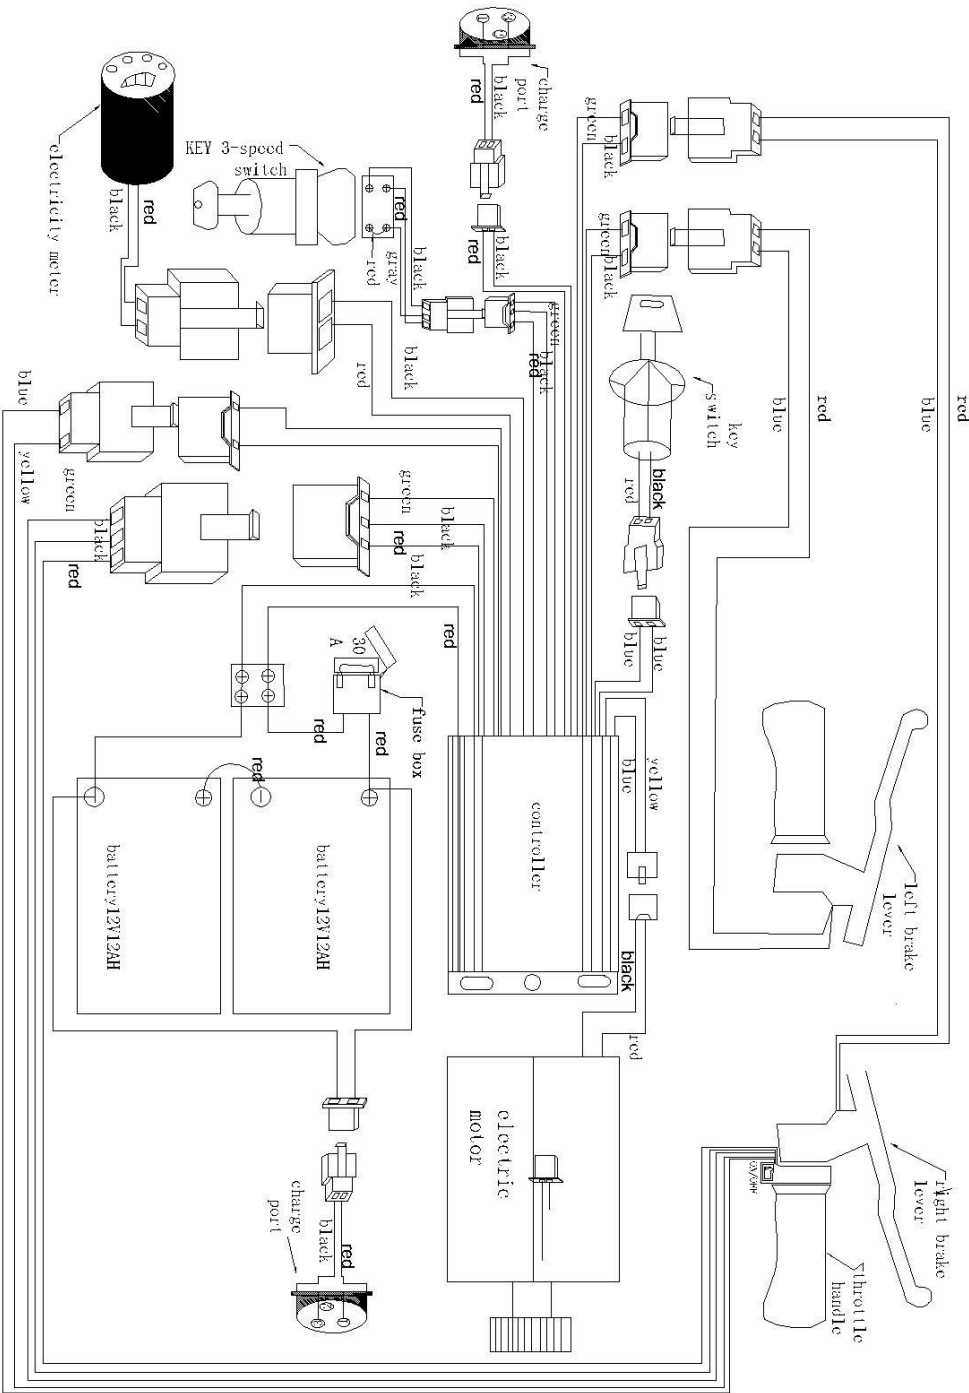 charge
port
red
black
electricity meter
black
red
KEY 3-speed
switch
red
red
gray
black
red
black
green
black
red
black
red
green
black
green
black
red
blue
red
blue
key
switch
red
black
blue
blue
blue
yellow
green
black
red
green
black
red
black
red
30
A
fuse box
red
red
red
battery12V12AH
battery12V12AH
controller
blue
yellow
black
red
electric
motor
left brake
lever
right brake
lever
throttle
handle
ON/OFF
charge
port
black
red